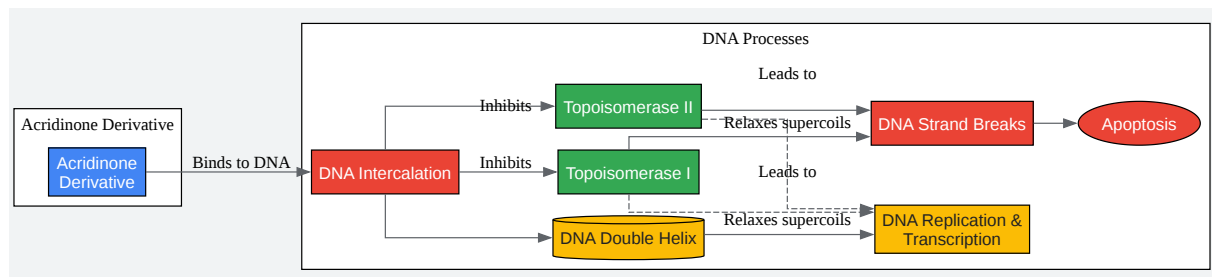 DNA Processes
Leads to
Inhibits
Topoisomerase II
Relaxes supercoils
DNA Strand Breaks
Apoptosis
Acridinone Derivative
Acridinone
Derivative
Binds to DNA
DNA Intercalation
Inhibits
Topoisomerase I
Leads to
DNA Double Helix
Relaxes supercoils
DNA Replication &
Transcription